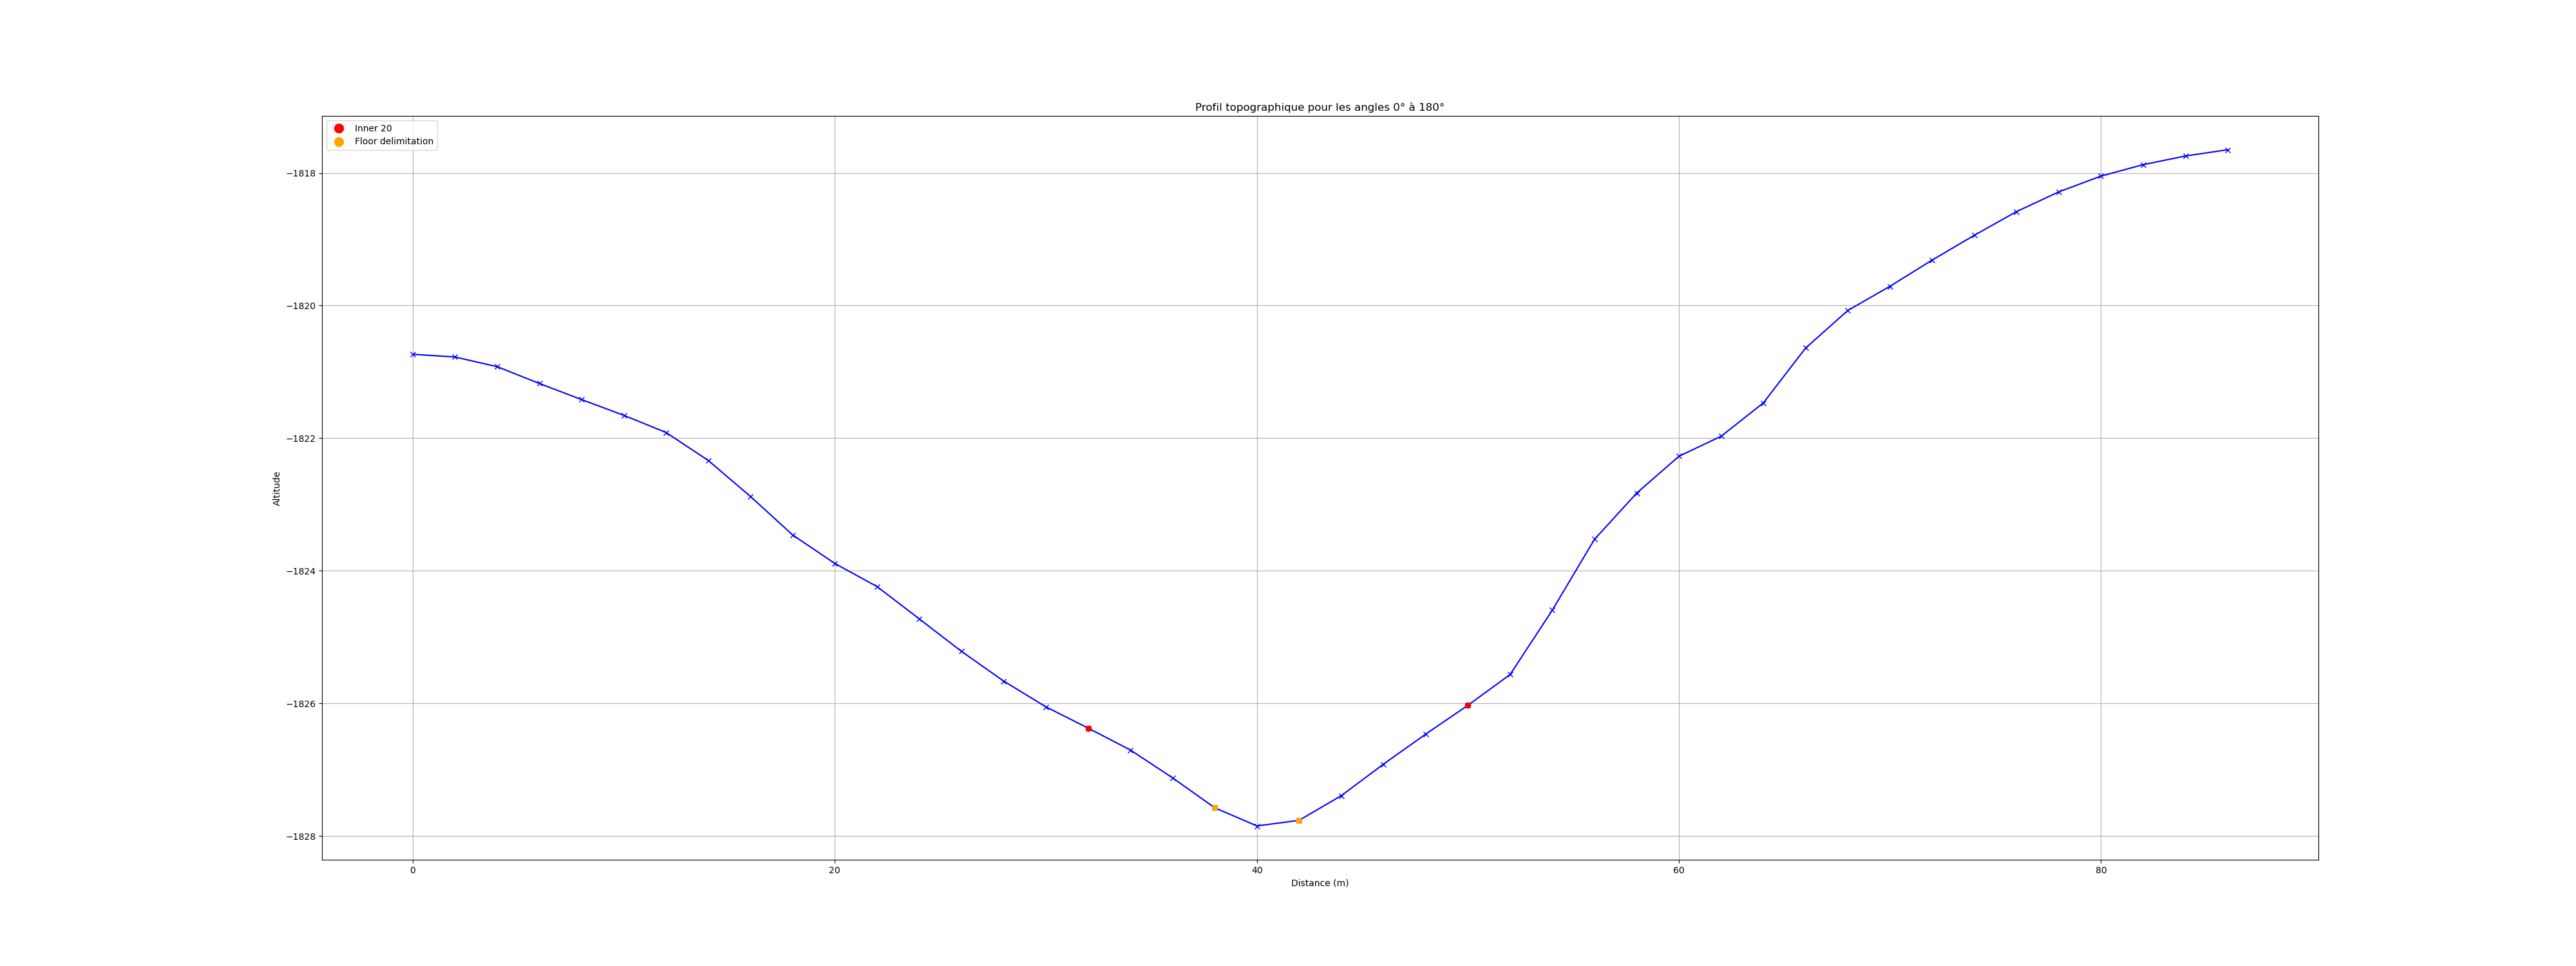 Profil topographique pour les angles 0° à 180°
Inner 20
Floor delimitation
−1818
−1820
−1822
−1824
−1826
−1828
Altitude
0 20 40 60 80
Distance (m)